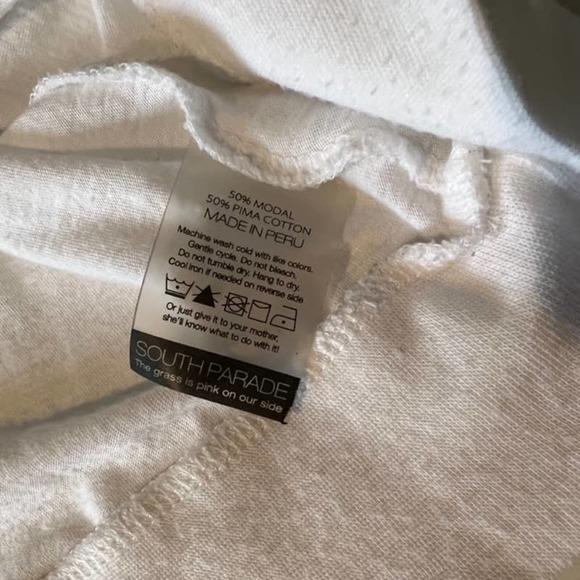 50% MODAL
50% PIMA COTTON
MADE IN PERU
Machine wash cold with like colors.
Gentle cycle. Do not bleach.
Do not tumble dry. Hang to dry.
Cool iron if needed on reverse side
Or just give it to your mother,
she'll know what to do with it!
SOUTH PARADE
The grass is pink on our side